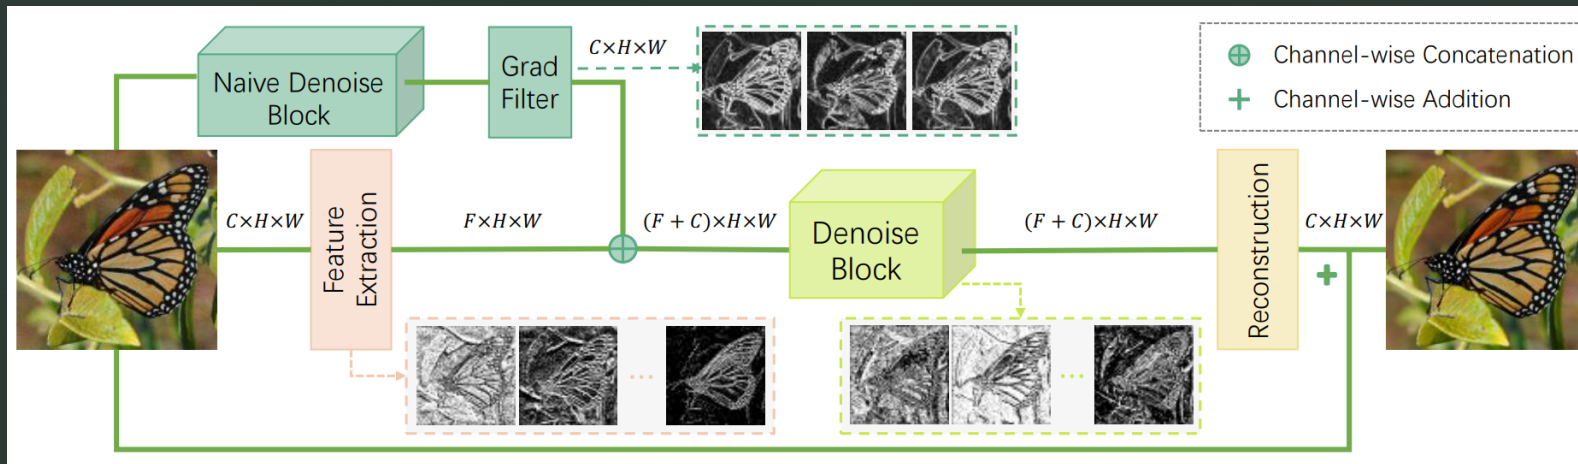 Naive Denoise
Block
Grad
Filter
C×H×W
Channel-wise Concatenation
Channel-wise Addition
C×H×W
Feature
Extraction
F×H×W
(F + C)×H×W
Denoise
Block
(F + C)×H×W
Reconstruction
C×H×W